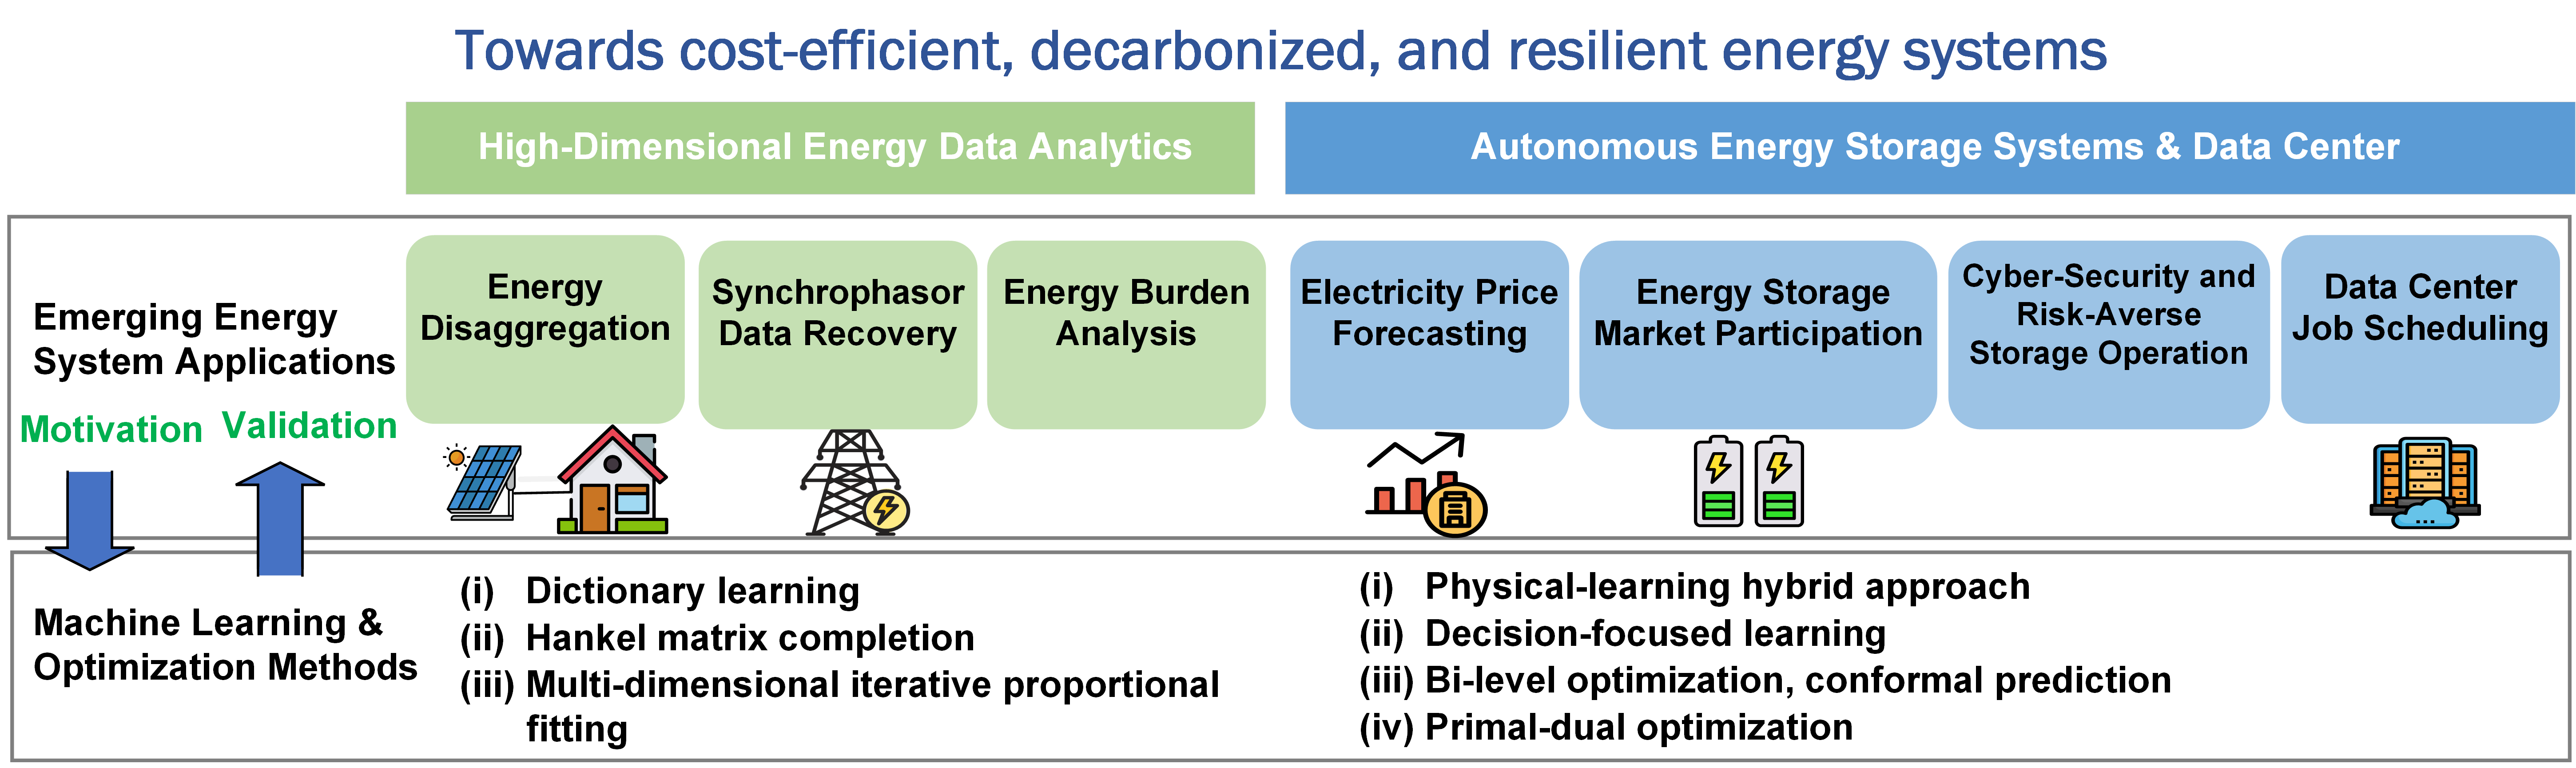 Towards cost-efficient, decarbonized, and resilient energy systems
High-Dimensional Energy Data Analytics
Autonomous Energy Storage Systems & Data Center
Emerging Energy
System Applications
Motivation
Validation
Energy
Disaggregation
Synchrophasor
Data Recovery
Energy Burden
Analysis
Electricity Price
Forecasting
Energy Storage
Market Participation
Cyber-Security and
Risk-Averse
Storage Operation
Data Center
Job Scheduling
Machine Learning &
Optimization Methods
(i) Dictionary learning
(ii) Hankel matrix completion
(iii) Multi-dimensional iterative proportional
fitting
(i) Physical-learning hybrid approach
(ii) Decision-focused learning
(iii) Bi-level optimization, conformal prediction
(iv) Primal-dual optimization